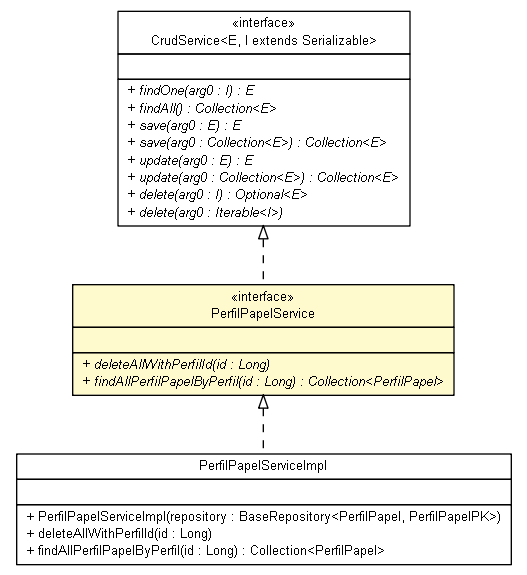 «interface»
CrudService<E, I extends Serializable>
+ findOne(arg0 : I) : E
+ findAll() : Collection<E>
+ save(arg0 : E) : E
+ save(arg0 : Collection<E>) : Collection<E>
+ update(arg0 : E) : E
+ update(arg0 : Collection<E>) : Collection<E>
+ delete(arg0 : I) : Optional<E>
+ delete(arg0 : Iterable<I>)
«interface»
PerfilPapelService
+ deleteAllWithPerfilId(id : Long)
+ findAllPerfilPapelByPerfil(id : Long) : Collection<PerfilPapel>
PerfilPapelServiceImpl
+ PerfilPapelServiceImpl(repository : BaseRepository<PerfilPapel, PerfilPapelPK>)
+ deleteAllWithPerfilId(id : Long)
+ findAllPerfilPapelByPerfil(id : Long) : Collection<PerfilPapel>